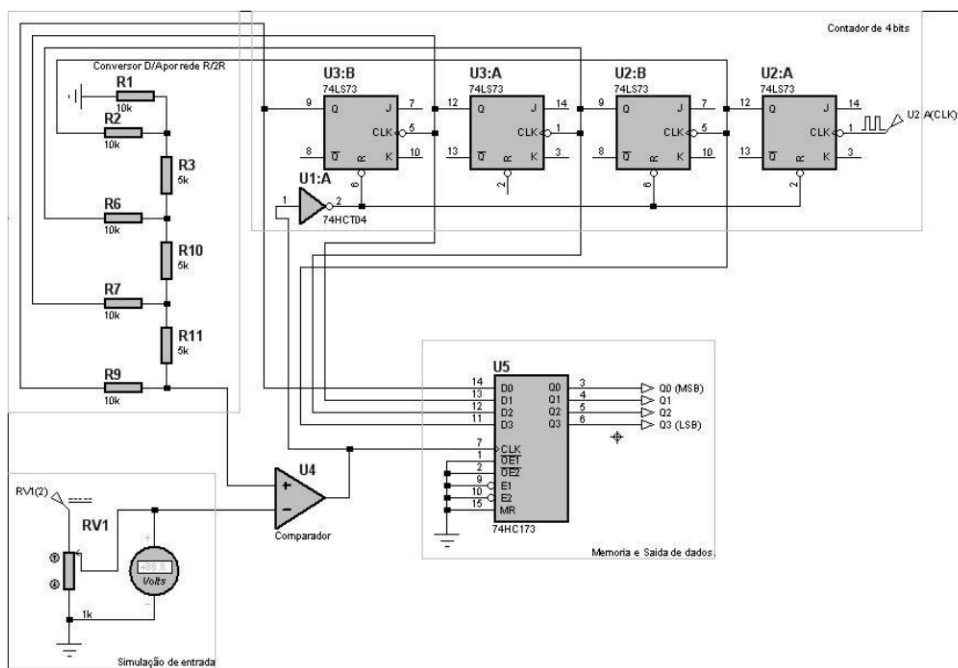 Contador de 4 bits
Conversor D/A por rede R/2R
R1
10k
R2
10k
R3
5k
R6
10k
R10
5k
R7
10k
R11
5k
R9
10k
U3:B
74LS73
9 Q J 7
CLK 5
8 Q K 10
R
6
U3:A
74LS73
12 Q J 14
CLK 1
13 Q K 3
R
2
U2:B
74LS73
9 Q J 7
CLK 5
8 Q K 10
R
6
U2:A
74LS73
12 Q J 14
CLK 1
13 Q K 3
R
2
U2:A(CLK)
U1:A
1 2
74HCT04
U5
14 D0 Q0 3 Q0 (MSB)
13 D1 Q1 4 Q1
12 D2 Q2 5 Q2
11 D3 Q3 6 Q3 (LSB)
7 CLK
1 OE1
2 OE2
9 E1
10 E2
15 MR
74HC173
Memoria e Saida de dados
U4
+
-
Comparador
RV1(2)
RV1
1k
+
+88.8
Volts
-
Simulação de entrada